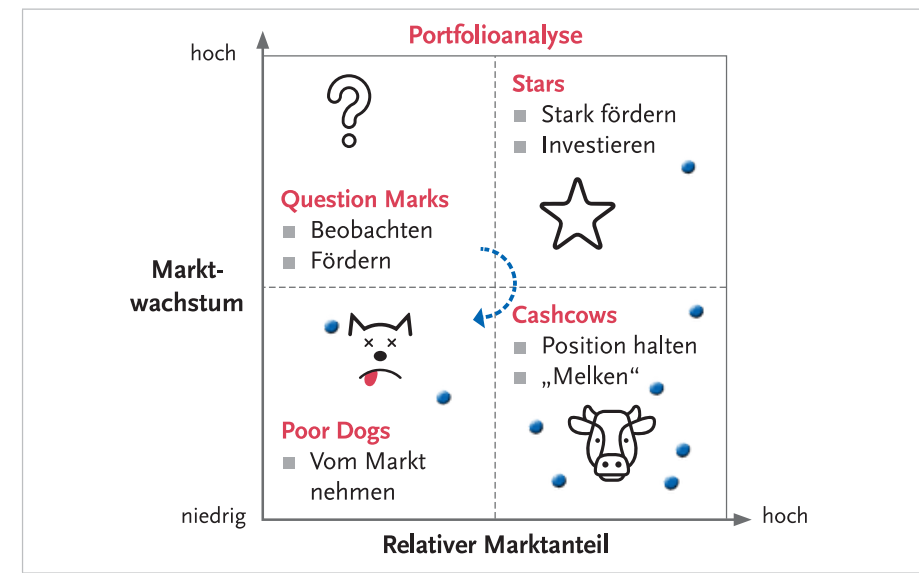 Portfolioanalyse
hoch
Stars
Stark fördern
Investieren
Question Marks
Beobachten
Fördern
Markt-
wachstum
Cashcows
Position halten
„Melken“
Poor Dogs
Vom Markt
nehmen
niedrig
hoch
Relativer Marktanteil